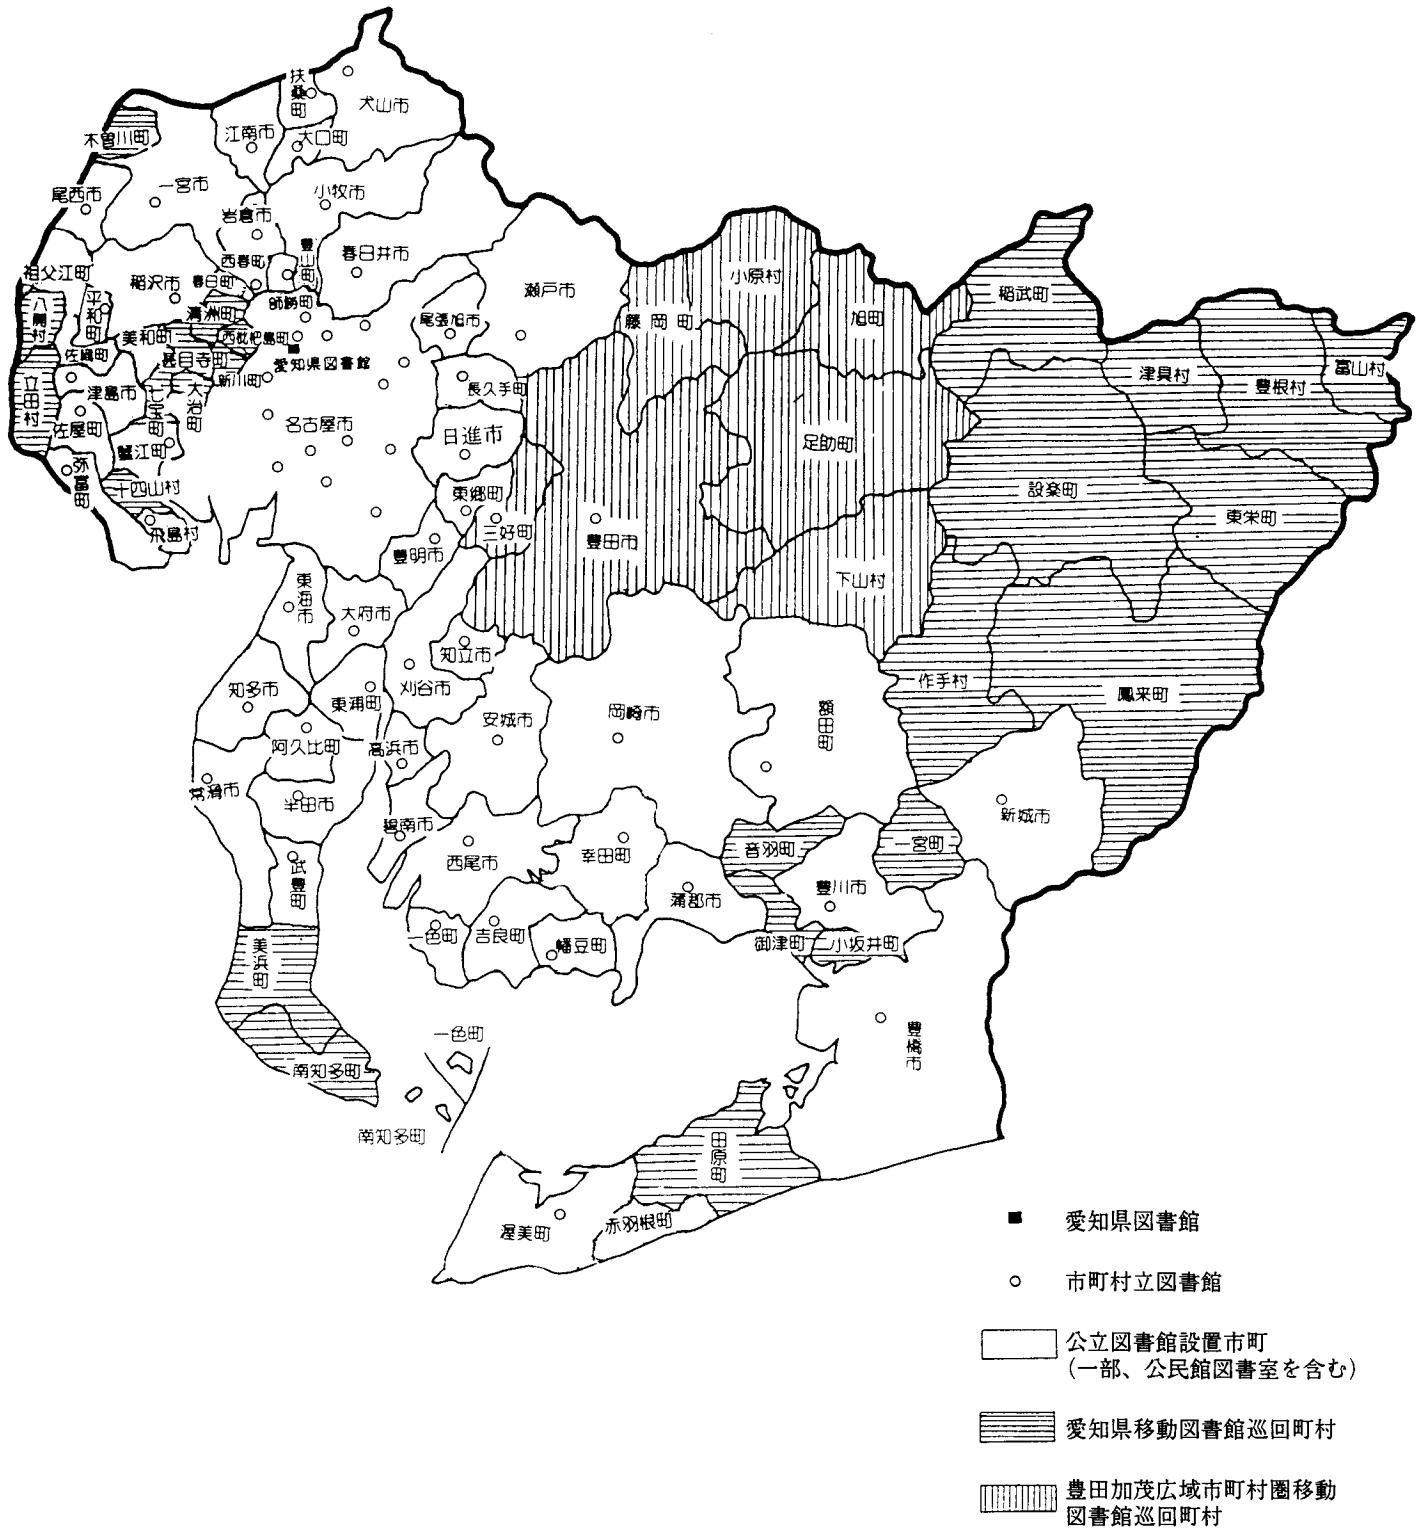 扶桑町
犬山市
木曽川町
江南市
大口町
尾西市
一宮市
小牧市
岩倉市
豊山町
西春町
春日井市
祖父江町
稲沢市
春日町
師勝町
瀬戸市
小原村
稲武町
八開村
平和町
清洲町
尾張旭市
藤岡町
旭町
美和町
西枇杷島町
佐織町
甚目寺町
愛知県図書館
津具村
豊根村
富山村
新川町
立田村
津島市
七宝町
大治町
長久手町
佐屋町
名古屋市
日進市
足助町
蟹江町
弥富町
十四山村
東郷町
設楽町
飛島村
三好町
豊田市
東栄町
豊明市
東海市
大府市
下山村
知立市
刈谷市
作手村
鳳来町
知多市
東浦町
安城市
岡崎市
額田町
阿久比町
高浜市
常滑市
半田市
碧南市
新城市
武豊町
西尾市
幸田町
音羽町
一宮町
蒲郡市
豊川市
美浜町
一色町
吉良町
幡豆町
御津町
小坂井町
豊橋市
一色町
南知多町
南知多町
田原町
渥美町
赤羽根町
愛知県図書館
市町村立図書館
公立図書館設置市町
(一部、公民館図書室を含む)
愛知県移動図書館巡回町村
豊田加茂広域市町村圏移動
図書館巡回町村